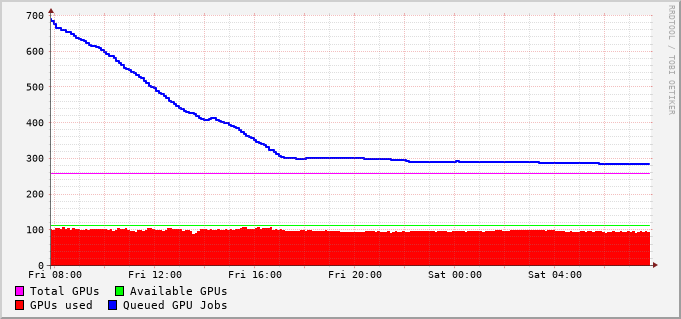 700
600
500
400
300
200
100
0
Fri 08:00 Fri 12:00 Fri 16:00 Fri 20:00 Sat 00:00 Sat 04:00
Total GPUs Available GPUs
GPUs used Queued GPU Jobs
RRDTOOL / TOBI OETIKER